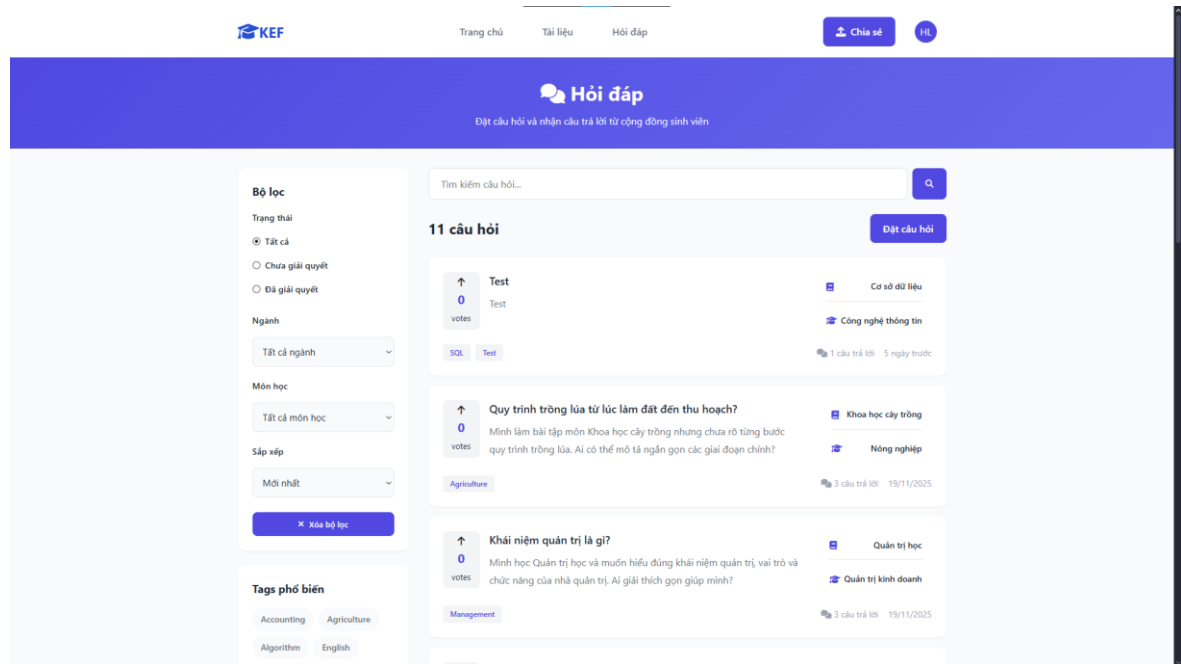 KEF
Trang chủ Tài liệu Hỏi đáp
Chia sẻ
HL
Hỏi đáp
Đặt câu hỏi và nhận câu trả lời từ cộng đồng sinh viên
Bộ lọc
Trạng thái
Tất cả
Chưa giải quyết
Đã giải quyết
Ngành
Tất cả ngành
Môn học
Tất cả môn học
Sắp xếp
Mới nhất
Xóa bộ lọc
Tags phổ biến
Accounting Agriculture
Algorithm English
Tìm kiếm câu hỏi...
11 câu hỏi
Đặt câu hỏi
0
votes
Test
Test
SQL Test
Cơ sở dữ liệu
Công nghệ thông tin
1 câu trả lời 5 ngày trước
0
votes
Quy trình trồng lúa từ lúc làm đất đến thu hoạch?
Mình làm bài tập môn Khoa học cây trồng nhưng chưa rõ từng bước
quy trình trồng lúa. Ai có thể mô tả ngắn gọn các giai đoạn chính?
Agriculture
Khoa học cây trồng
Nông nghiệp
3 câu trả lời 19/11/2025
0
votes
Khái niệm quản trị là gì?
Mình học Quản trị học và muốn hiểu đúng khái niệm quản trị, vai trò và
chức năng của nhà quản trị. Ai giải thích gọn giúp mình?
Management
Quản trị học
Quản trị kinh doanh
3 câu trả lời 19/11/2025